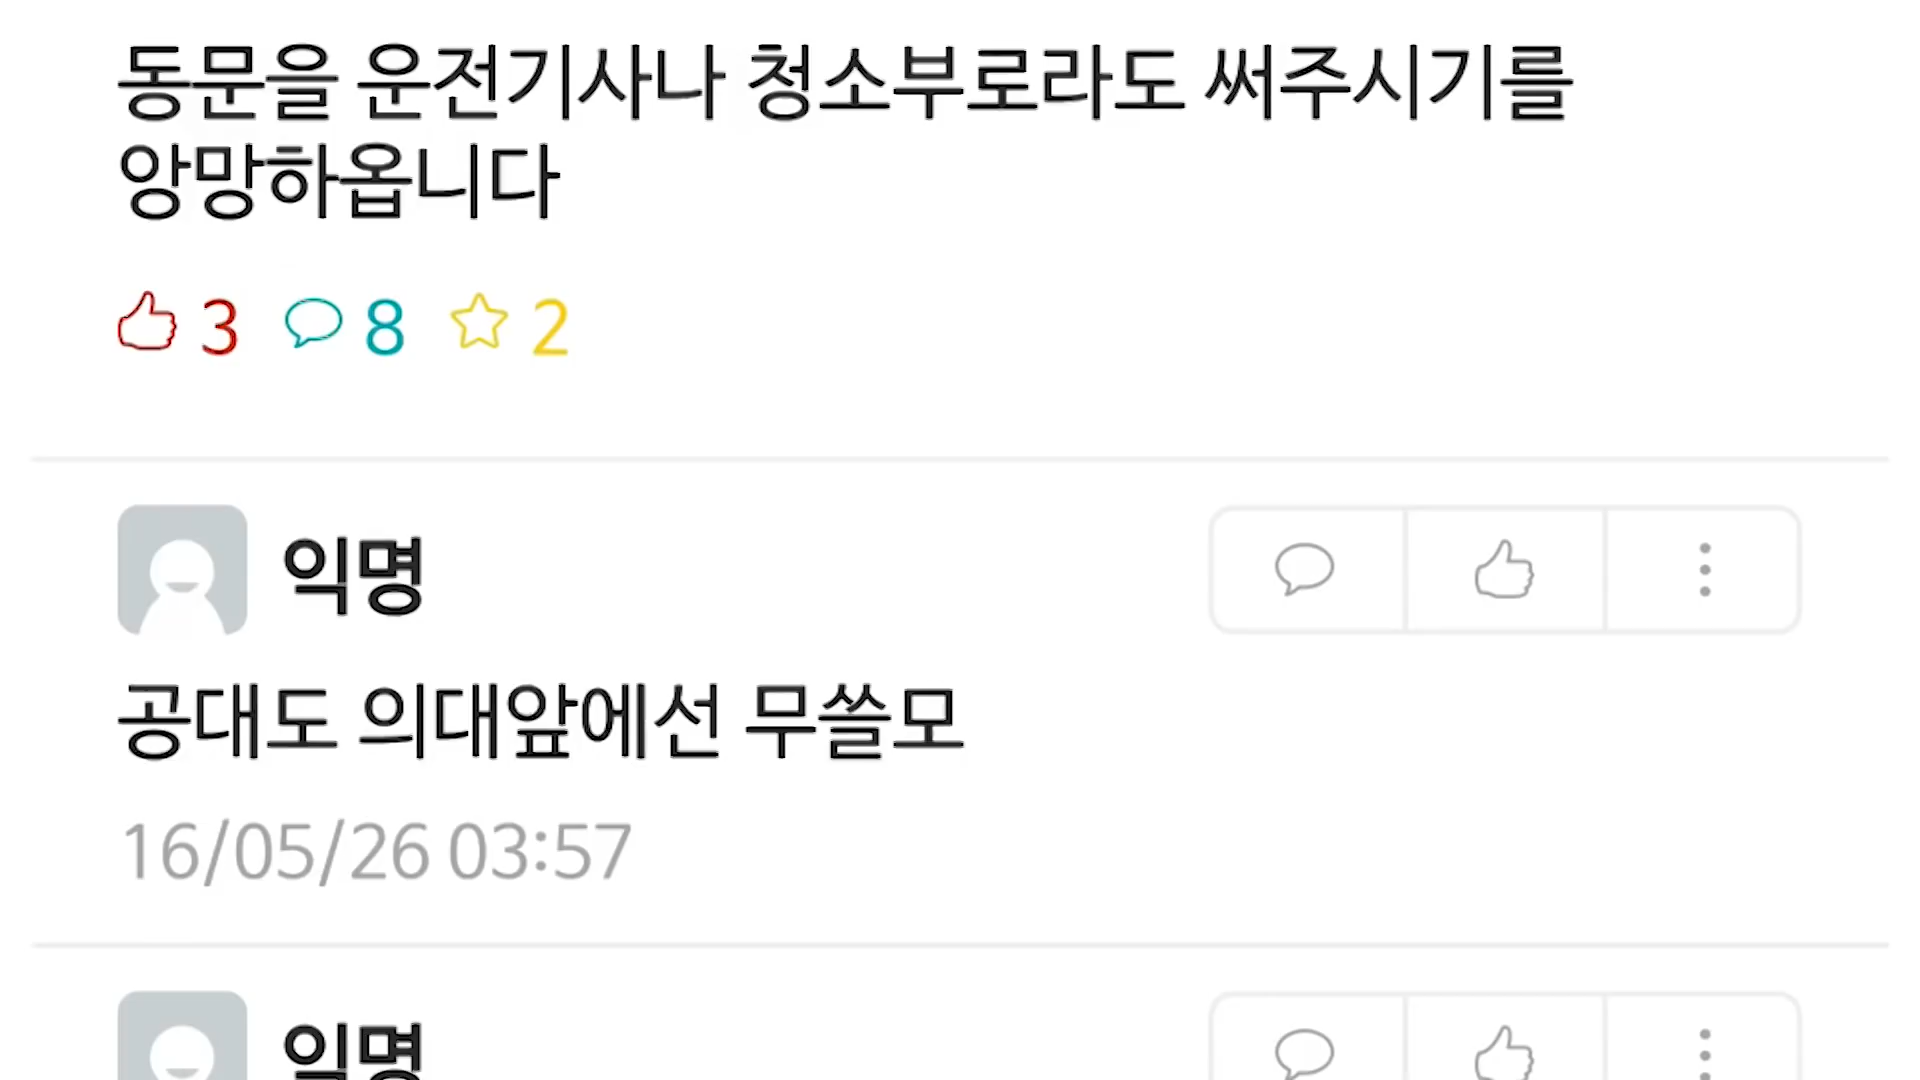 동문을 운전기사나 청소부로라도 써주시기를
앙망하옵니다
3 8 2
익명
공대도 의대앞에선 무쓸모
16/05/26 03:57
익명